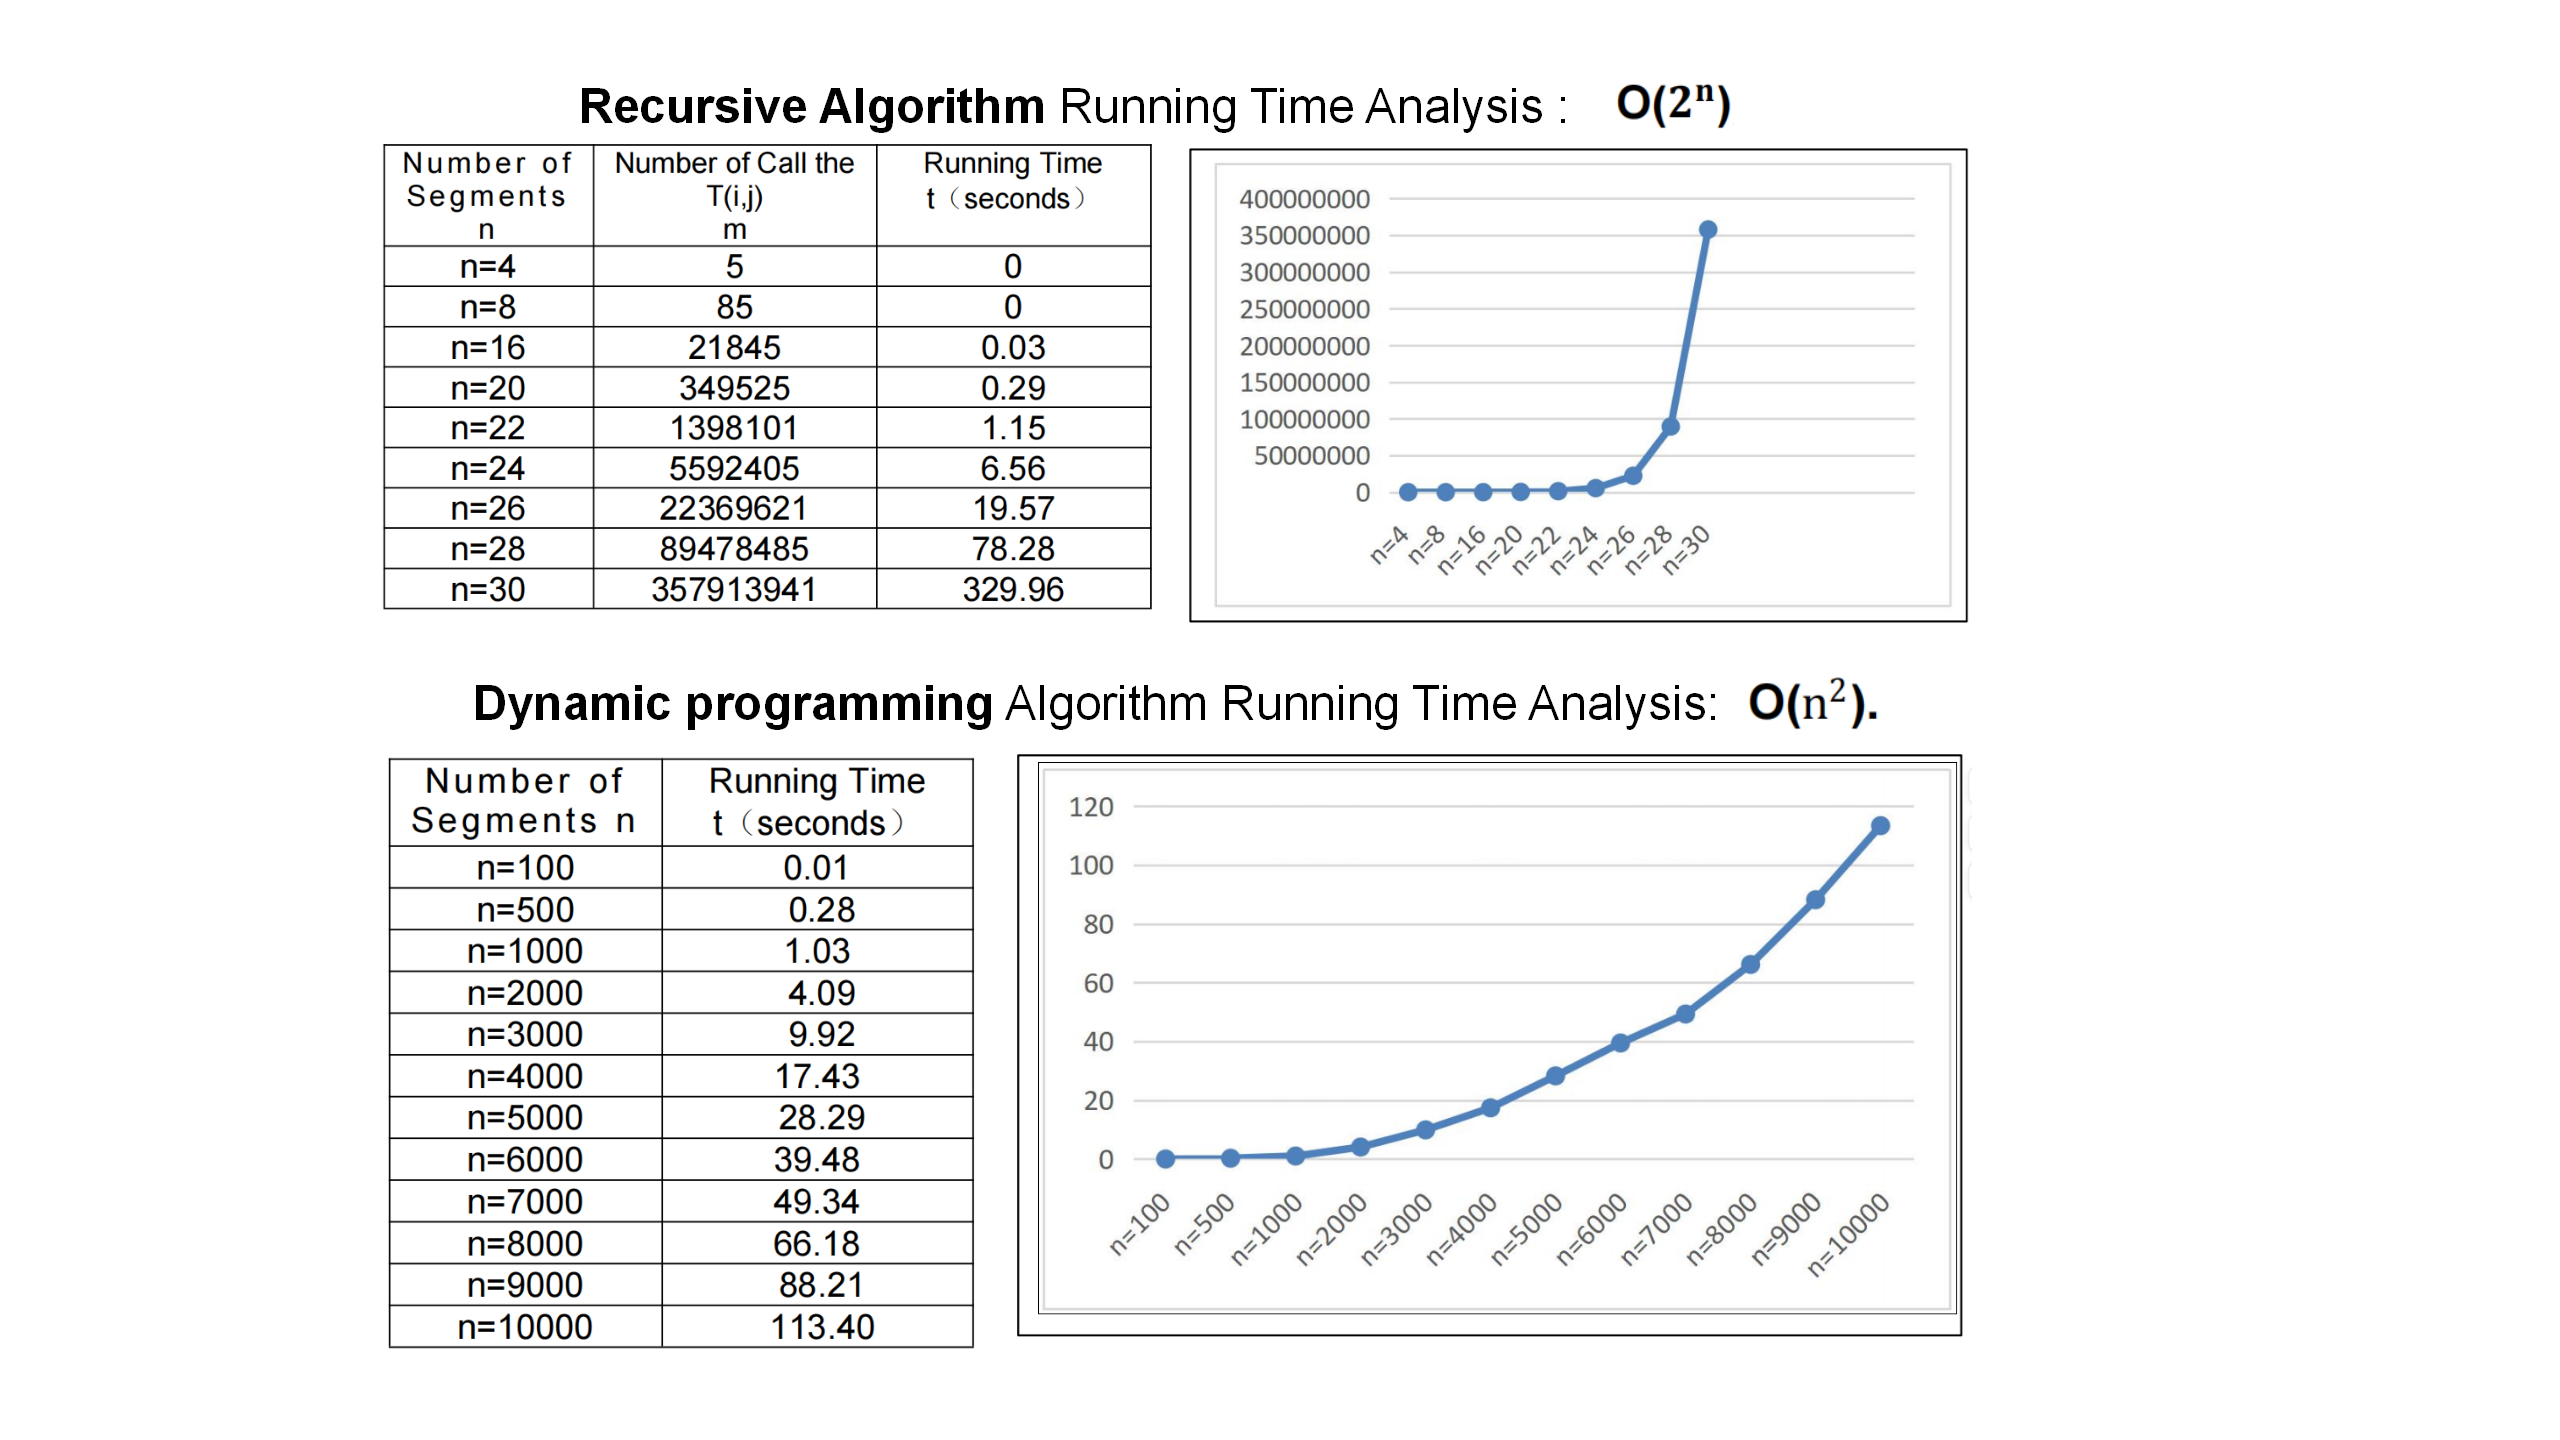 Recursive Algorithm Running Time Analysis : O(2ⁿ)
Number of Segments n	Number of Call the T(i,j) m	Running Time t（seconds）
n=4	5	0
n=8	85	0
n=16	21845	0.03
n=20	349525	0.29
n=22	1398101	1.15
n=24	5592405	6.56
n=26	22369621	19.57
n=28	89478485	78.28
n=30	357913941	329.96
400000000
350000000
300000000
250000000
200000000
150000000
100000000
50000000
0
n=4 n=8 n=16 n=20 n=22 n=24 n=26 n=28 n=30
Dynamic programming Algorithm Running Time Analysis: O(n²).
Number of Segments n	Running Time t（seconds）
n=100	0.01
n=500	0.28
n=1000	1.03
n=2000	4.09
n=3000	9.92
n=4000	17.43
n=5000	28.29
n=6000	39.48
n=7000	49.34
n=8000	66.18
n=9000	88.21
n=10000	113.40
120
100
80
60
40
20
0
n=100 n=500 n=1000 n=2000 n=3000 n=4000 n=5000 n=6000 n=7000 n=8000 n=9000 n=10000